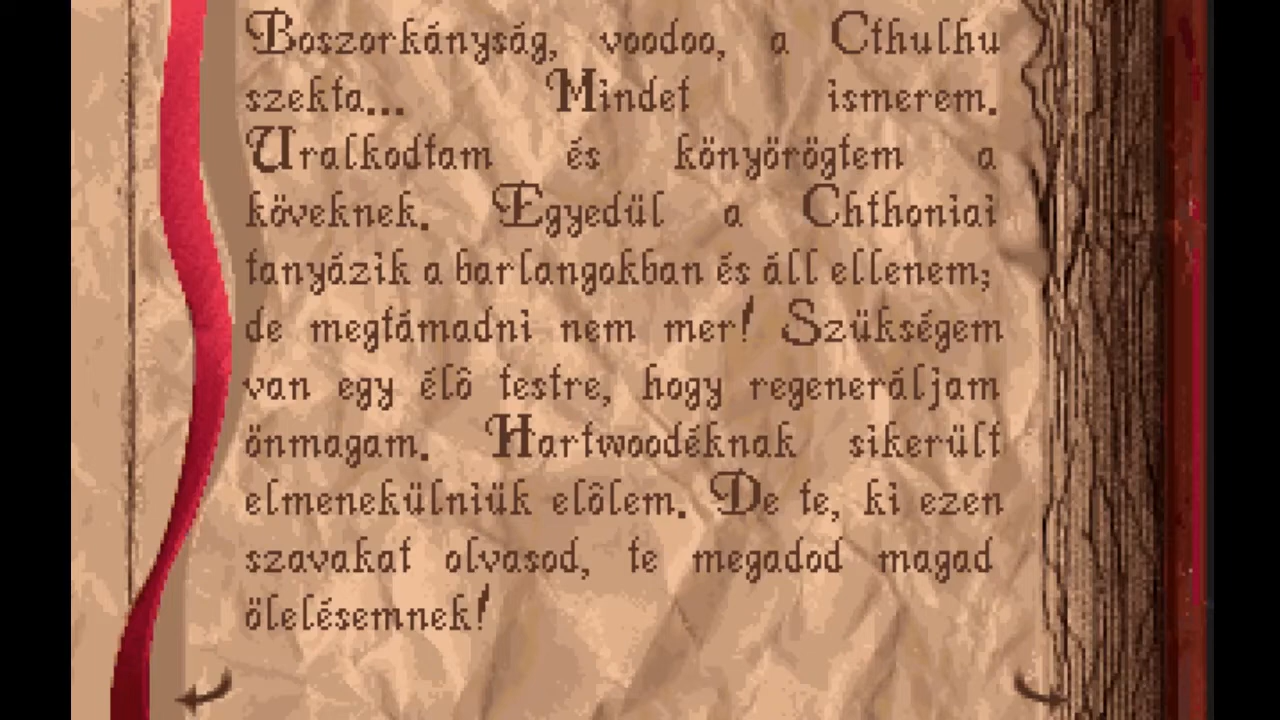 Boszorkányság, voodoo, a Cthulhu
szekta... Mindet ismerem.
Uralkodtam és könyörögtem a
köveknek. Egyedül a Chthoniai
tanyázik a barlangokban és áll ellenem;
de megtámadni nem mer! Szükségem
van egy élô testre, hogy regeneráljam
önmagam. Hartwoodéknak sikerült
elmenekülniük elôlem. De te, ki ezen
szavakat olvasod, te megadod magad
ölelésemnek!